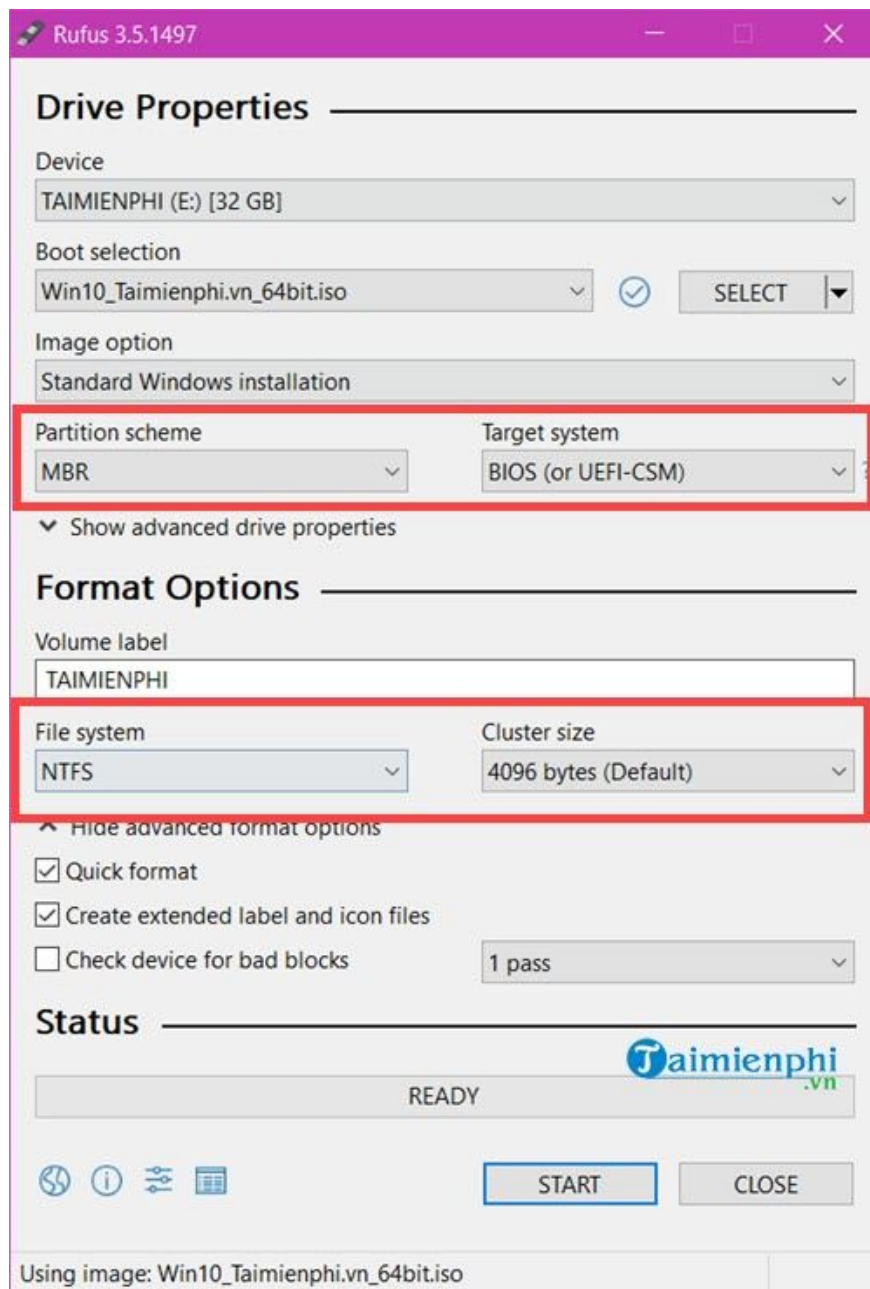 Rufus 3.5.1497
Drive Properties
Device
TAIMIENPHI (E:) [32 GB]
Boot selection
Win10_Taimienphi.vn_64bit.iso
SELECT
Image option
Standard Windows installation
Partition scheme Target system
MBR BIOS (or UEFI-CSM) ?
Show advanced drive properties
Format Options
Volume label
TAIMIENPHI
File system Cluster size
NTFS 4096 bytes (Default)
Hide advanced format options
Quick format
Create extended label and icon files
Check device for bad blocks 1 pass
Status
Taimienphi
.vn
READY
START CLOSE
Using image: Win10_Taimienphi.vn_64bit.iso